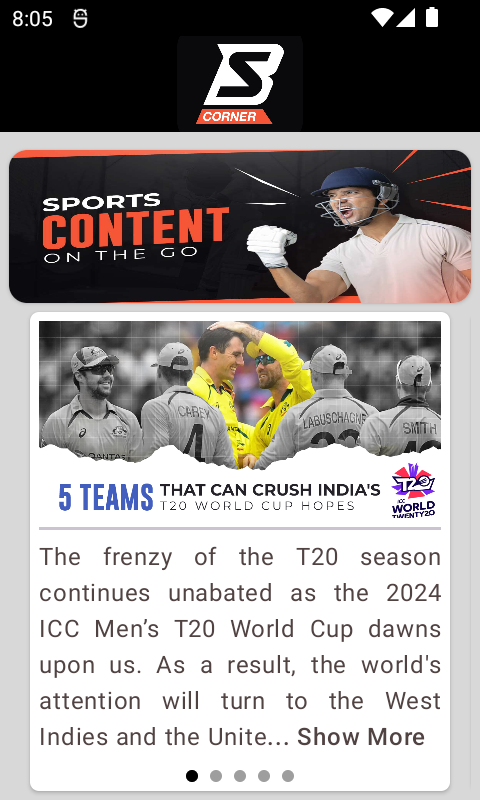 8:05
S
B
CORNER
SPORTS
CONTENT
ON THE GO
CAREY
4
LABUSCHAGNE
SMITH
5 TEAMS THAT CAN CRUSH INDIA'S
T20 WORLD CUP HOPES
T20
ICC
WORLD
TWENTY20
The frenzy of the T20 season
continues unabated as the 2024
ICC Men’s T20 World Cup dawns
upon us. As a result, the world's
attention will turn to the West
Indies and the Unite... Show More